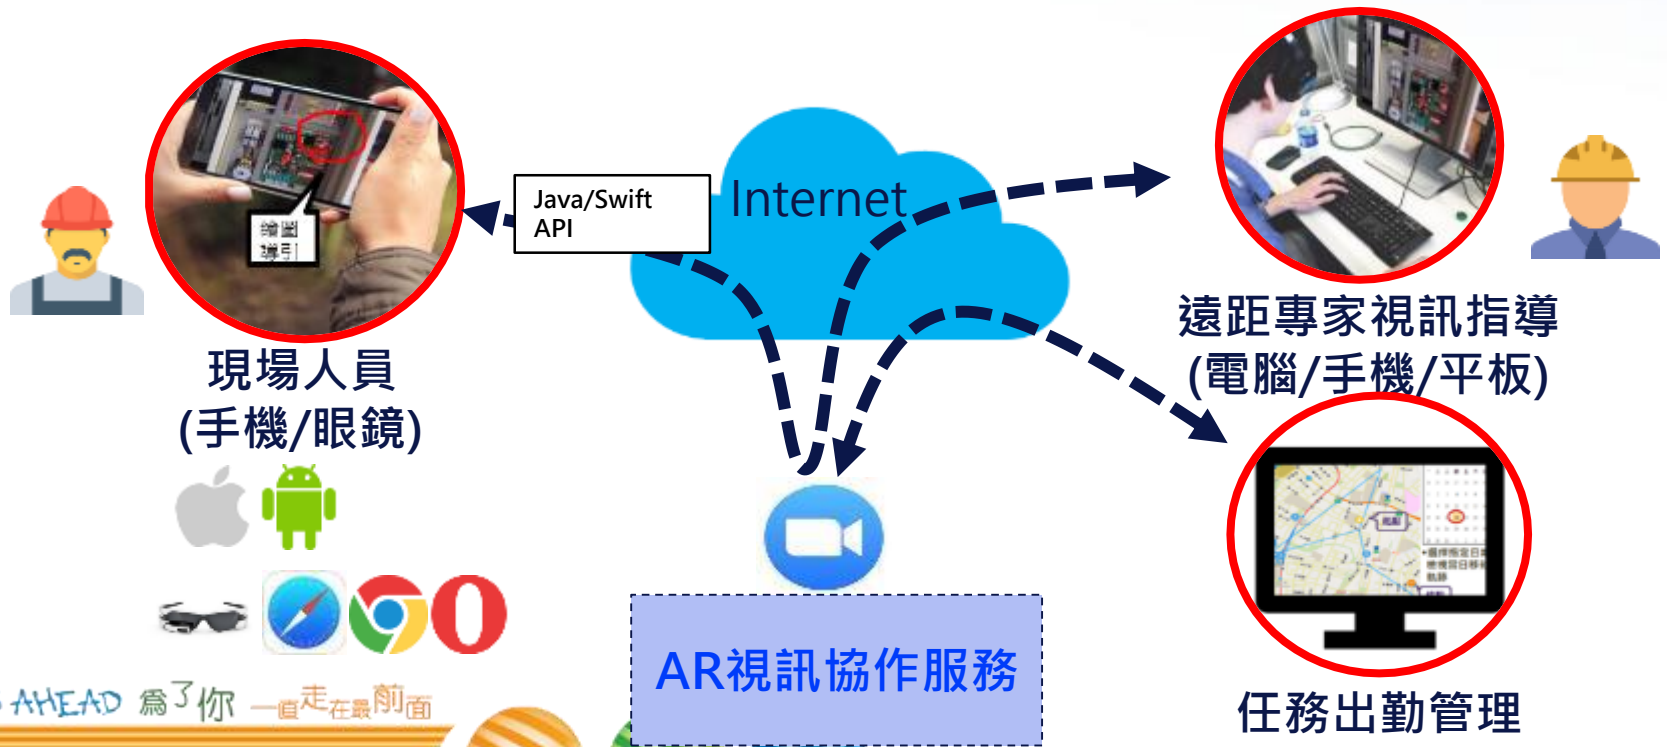 Java/Swift
API
Internet
繪圖
導引
現場人員
(手機/眼鏡)
遠距專家視訊指導
(電腦/手機/平板)
AR視訊協作服務
任務出勤管理
AHEAD 為了你 一直走在最前面